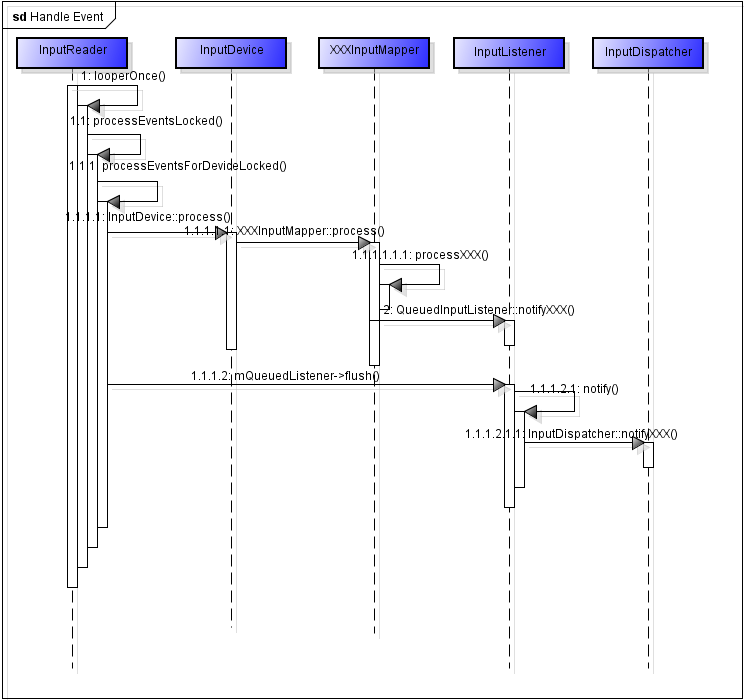 sd Handle Event
InputReader
InputDevice
XXXInputMapper
InputListener
InputDispatcher
1: looperOnce()
1.1: processEventsLocked()
1.1.1: processEventsForDeviceLocked()
1.1.1.1: InputDevice::process()
1.1.1.1.1: XXXInputMapper::process()
1.1.1.1.1.1: processXXX()
2: QueuedInputListener::notifyXXX()
1.1.1.2: mQueuedListener->flush()
1.1.1.2.1: notify()
1.1.1.2.1.1: InputDispatcher::notifyXXX()